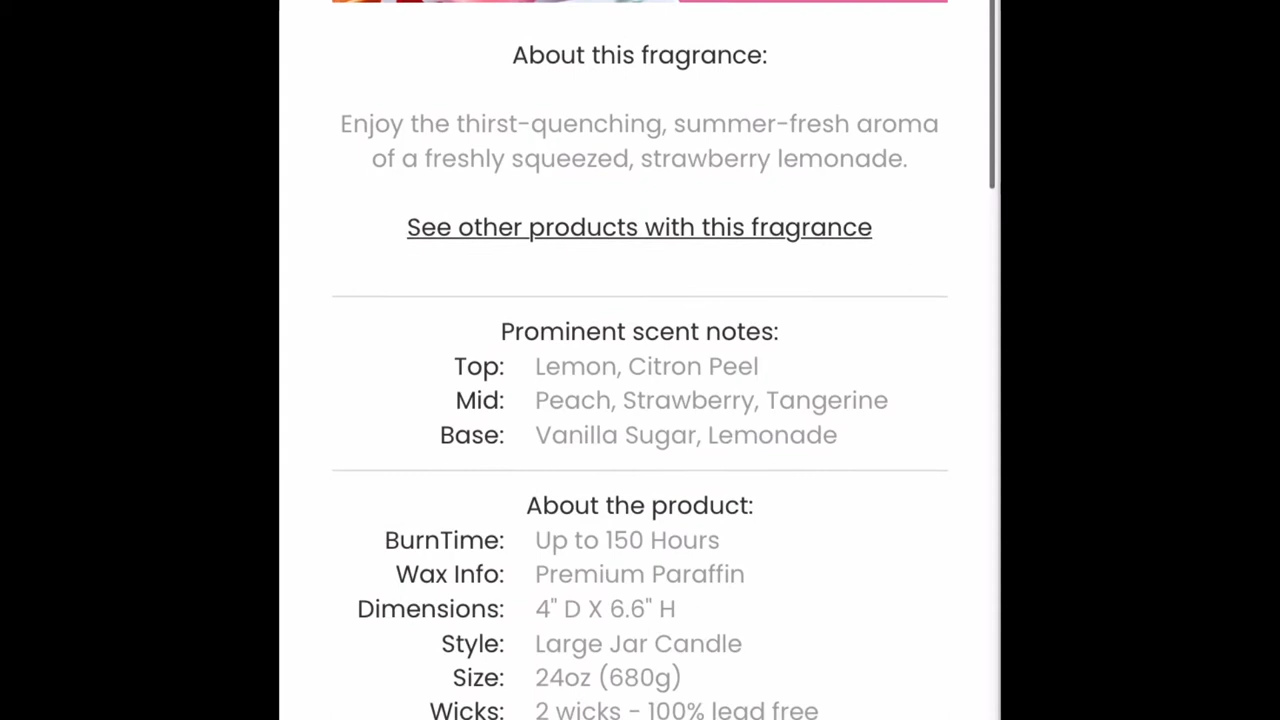 About this fragrance:
Enjoy the thirst-quenching, summer-fresh aroma
of a freshly squeezed, strawberry lemonade.
See other products with this fragrance
Prominent scent notes:
Top: Lemon, Citron Peel
Mid: Peach, Strawberry, Tangerine
Base: Vanilla Sugar, Lemonade
About the product:
BurnTime: Up to 150 Hours
Wax Info: Premium Paraffin
Dimensions: 4" D X 6.6" H
Style: Large Jar Candle
Size: 24oz (680g)
Wicks: 2 wicks - 100% lead free